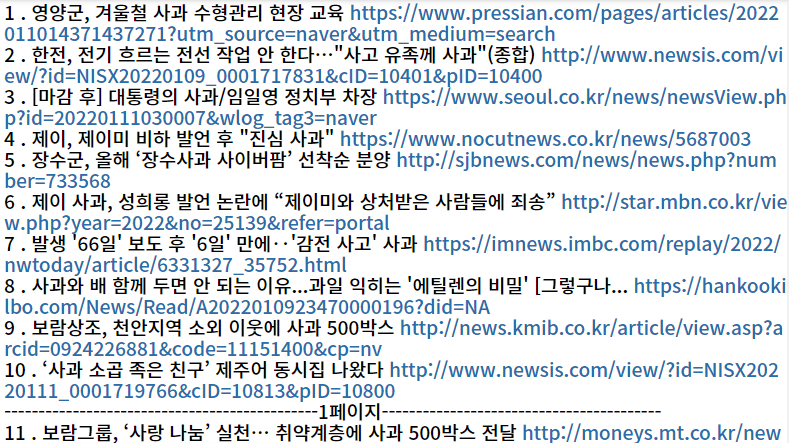 1 . 영양군, 겨울철 사과 수형관리 현장 교육 https://www.pressian.com/pages/articles/2022
011014371437271?utm_source=naver&utm_medium=search
2 . 한전, 전기 흐르는 전선 작업 안 한다…"사고 유족께 사과"(종합) http://www.newsis.com/vi
ew/?id=NISX20220109_0001717831&cID=10401&pID=10400
3 . [마감 후] 대통령의 사과/임일영 정치부 차장 https://www.seoul.co.kr/news/newsView.ph
p?id=20220111030007&wlog_tag3=naver
4 . 제이, 제이미 비하 발언 후 "진심 사과" https://www.nocutnews.co.kr/news/5687003
5 . 장수군, 올해 ‘장수사과 사이버팜’ 선착순 분양 http://sjbnews.com/news/news.php?num
ber=733568
6 . 제이 사과, 성희롱 발언 논란에 “제이미와 상처받은 사람들에 죄송” http://star.mbn.co.kr/vie
w.php?year=2022&no=25139&refer=portal
7 . 발생 '66일' 보도 후 '6일' 만에‥'감전 사고' 사과 https://imnews.imbc.com/replay/2022/
nwtoday/article/6331327_35752.html
8 . 사과와 배 함께 두면 안 되는 이유...과일 익히는 '에틸렌의 비밀' [그렇구나... https://hankooki
lbo.com/News/Read/A2022010923470000196?did=NA
9 . 보람상조, 천안지역 소외 이웃에 사과 500박스 http://news.kmib.co.kr/article/view.asp?a
rcid=0924226881&code=11151400&cp=nv
10 . ‘사과 소곱 족은 친구’ 제주어 동시집 나왔다 http://www.newsis.com/view/?id=NISX202
20111_0001719766&cID=10813&pID=10800
----------------------------------------------1페이지-----------------------------------------
11 . 보람그룹, ‘사랑 나눔’ 실천… 취약계층에 사과 500박스 전달 http://moneys.mt.co.kr/new